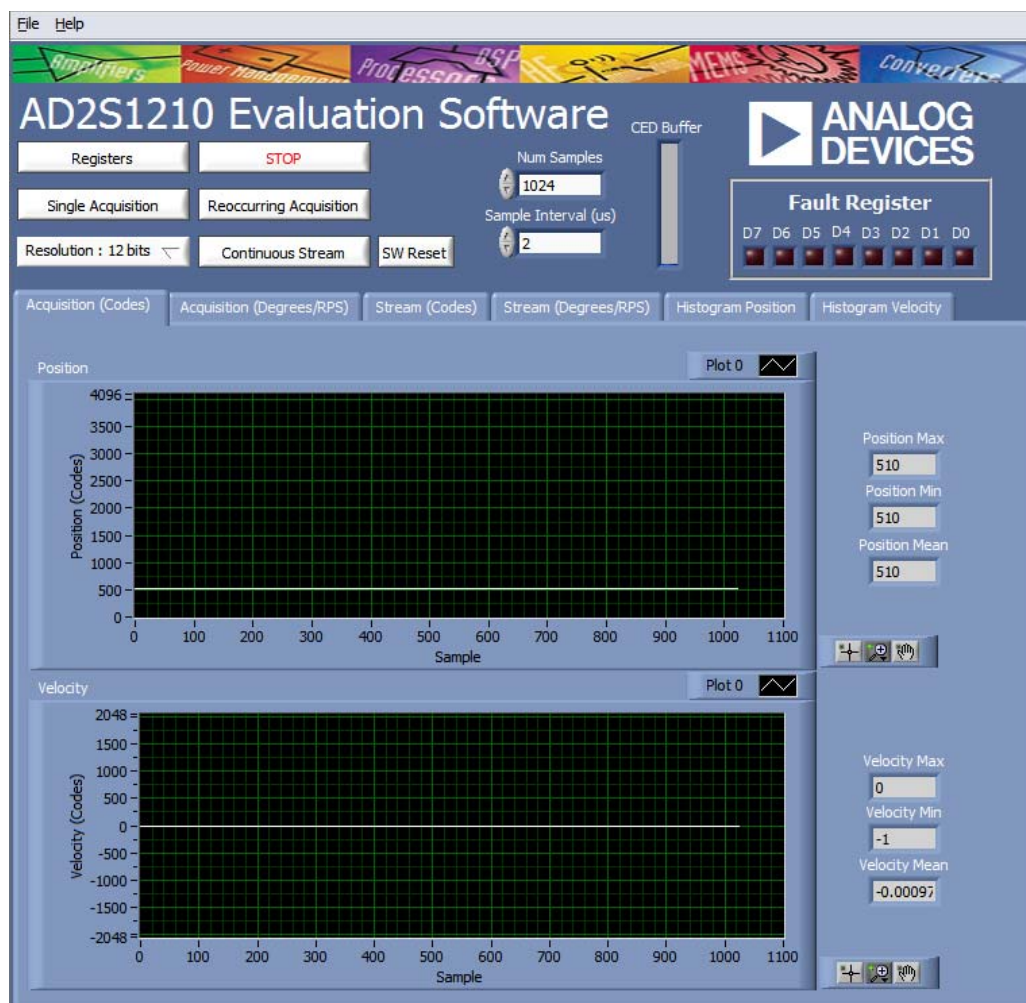 File Help
Amplifiers Power Management Processors DSP RF MEMS Converters
AD2S1210 Evaluation Software
CED Buffer
ANALOG
DEVICES
Registers
STOP
Num Samples
1024
Single Acquisition
Reoccurring Acquisition
Sample Interval (us)
2
Resolution : 12 bits
Continuous Stream
SW Reset
Fault Register
D7 D6 D5 D4 D3 D2 D1 D0
Acquisition (Codes)
Acquisition (Degrees/RPS)
Stream (Codes)
Stream (Degrees/RPS)
Histogram Position
Histogram Velocity
Position
Plot 0
4096
3500
3000
2500
2000
1500
1000
500
0
Position (Codes)
0 100 200 300 400 500 600 700 800 900 1000 1100
Sample
Position Max
510
Position Min
510
Position Mean
510
Velocity
Plot 0
2048
1500
1000
500
0
-500
-1000
-1500
-2048
Velocity (Codes)
0 100 200 300 400 500 600 700 800 900 1000 1100
Sample
Velocity Max
0
Velocity Min
-1
Velocity Mean
-0.00097